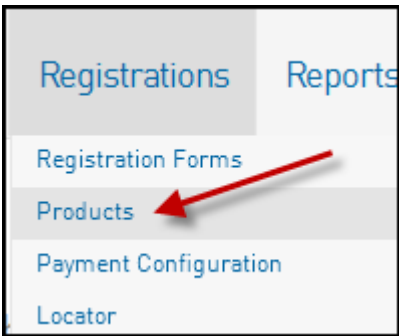 Registrations Reports
Registration Forms
Products
Payment Configuration
Locator